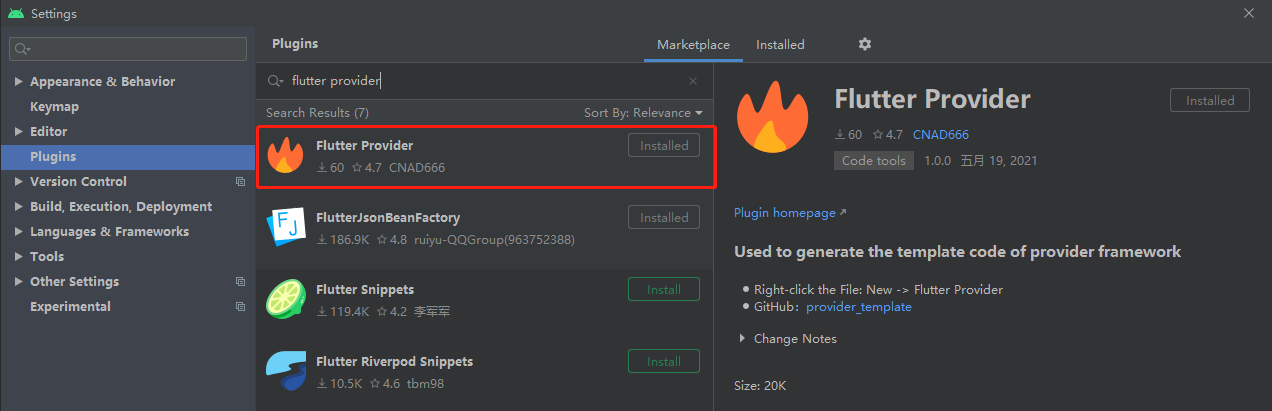 Settings
Plugins
Marketplace
Installed
Appearance & Behavior
Keymap
Editor
Plugins
Version Control
Build, Execution, Deployment
Languages & Frameworks
Tools
Other Settings
Experimental
flutter provider
Search Results (7)
Sort By: Relevance
Flutter Provider
Installed
60 4.7 CNAD666
FlutterJsonBeanFactory
Installed
186.9K 4.8 ruiyu-QQGroup(963752388)
Flutter Snippets
Install
119.4K 4.2 李军军
Flutter Riverpod Snippets
Install
10.5K 4.6 tbm98
Flutter Provider
Installed
60 4.7 CNAD666
Code tools 1.0.0 五月 19, 2021
Plugin homepage
Used to generate the template code of provider framework
Right-click the File: New -> Flutter Provider
GitHub： provider_template
Change Notes
Size: 20K